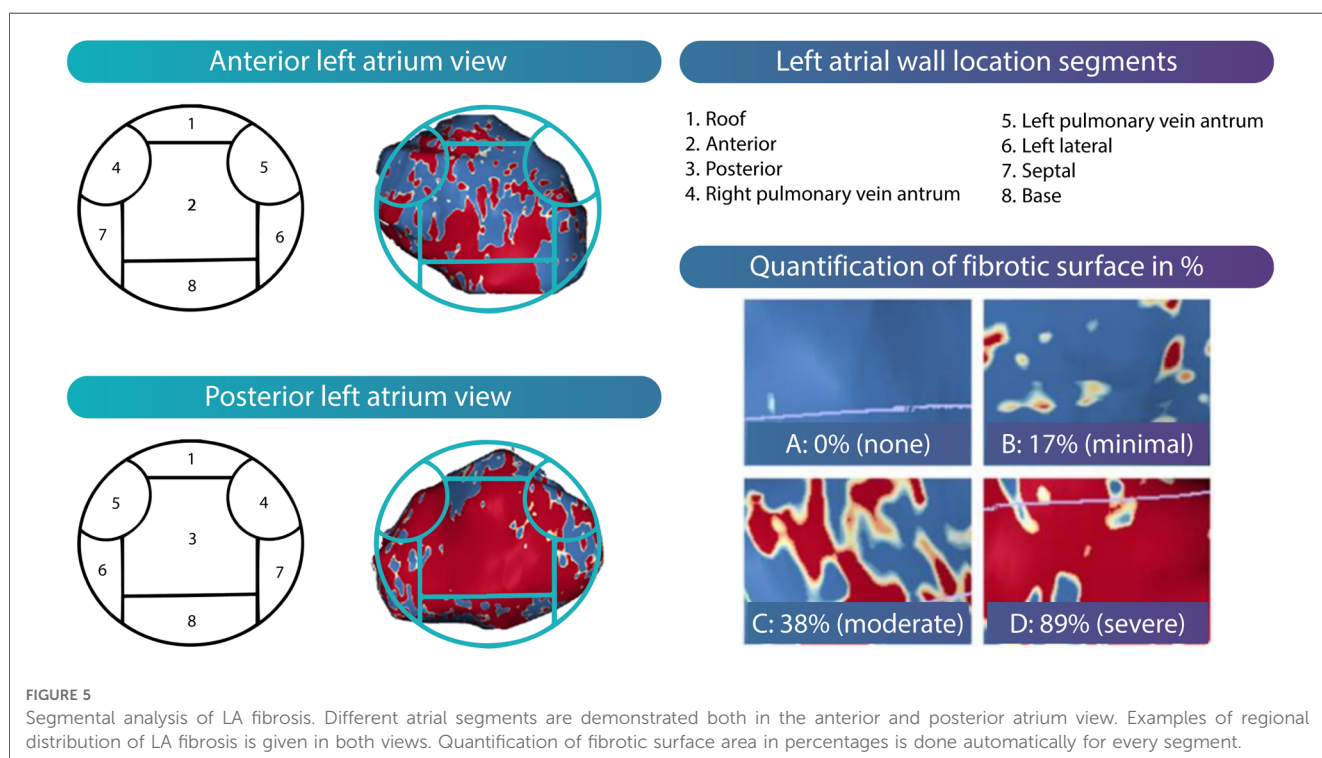 Anterior left atrium view
1
4
5
2
7
6
8
Posterior left atrium view
1
5
4
3
6
7
8
Left atrial wall location segments
1. Roof
2. Anterior
3. Posterior
4. Right pulmonary vein antrum
5. Left pulmonary vein antrum
6. Left lateral
7. Septal
8. Base
Quantification of fibrotic surface in %
A: 0% (none)
B: 17% (minimal)
C: 38% (moderate)
D: 89% (severe)
FIGURE 5
Segmental analysis of LA fibrosis. Different atrial segments are demonstrated both in the anterior and posterior atrium view. Examples of regional
distribution of LA fibrosis is given in both views. Quantification of fibrotic surface area in percentages is done automatically for every segment.